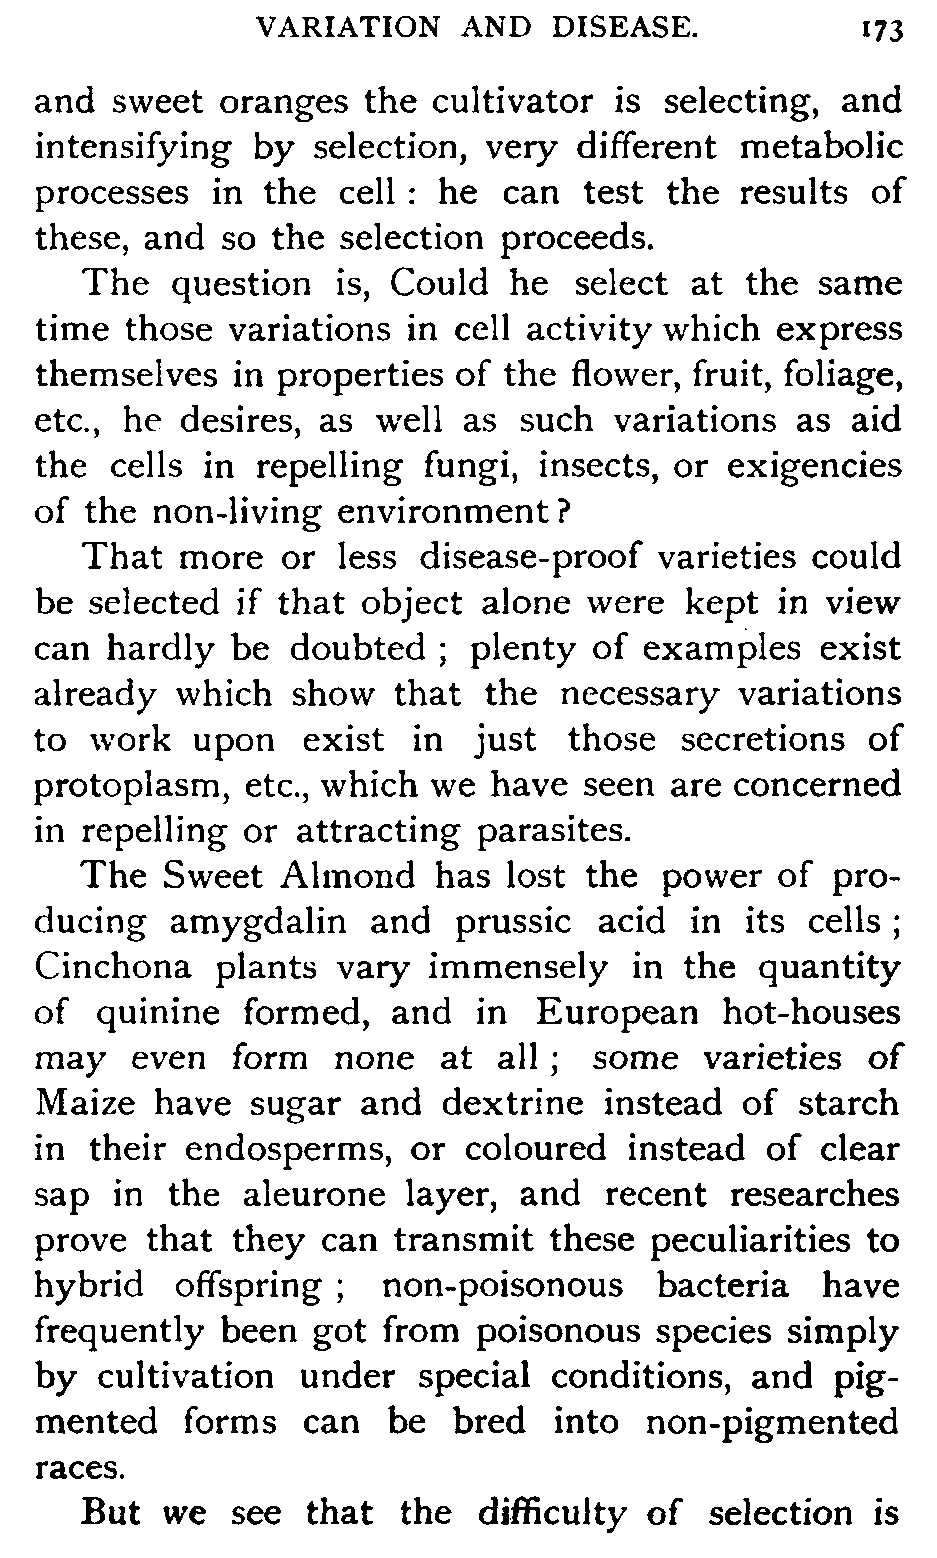 VARIATION AND DISEASE. 173
and sweet oranges the cultivator is selecting, and
intensifying by selection, very different metabolic
processes in the cell : he can test the results of
these, and so the selection proceeds.
The question is, Could he select at the same
time those variations in cell activity which express
themselves in properties of the flower, fruit, foliage,
etc., he desires, as well as such variations as aid
the cells in repelling fungi, insects, or exigencies
of the non-living environment ?
That more or less disease-proof varieties could
be selected if that object alone were kept in view
can hardly be doubted ; plenty of examples exist
already which show that the necessary variations
to work upon exist in just those secretions of
protoplasm, etc., which we have seen are concerned
in repelling or attracting parasites.
The Sweet Almond has lost the power of pro-
ducing amygdalin and prussic acid in its cells ;
Cinchona plants vary immensely in the quantity
of quinine formed, and in European hot-houses
may even form none at all ; some varieties of
Maize have sugar and dextrine instead of starch
in their endosperms, or coloured instead of clear
sap in the aleurone layer, and recent researches
prove that they can transmit these peculiarities to
hybrid offspring ; non-poisonous bacteria have
frequently been got from poisonous species simply
by cultivation under special conditions, and pig-
mented forms can be bred into non-pigmented
races.
But we see that the difficulty of selection is